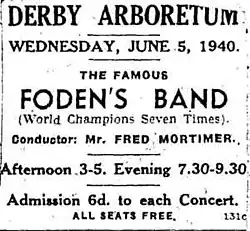 DERBY ARBORETUM
WEDNESDAY, JUNE 5, 1940.
THE FAMOUS
FODEN'S BAND
(World Champions Seven Times).
Conductor: Mr. FRED MORTIMER.
Afternoon 3-5. Evening 7.30-9.30
Admission 6d. to each Concert.
ALL SEATS FREE. 131c